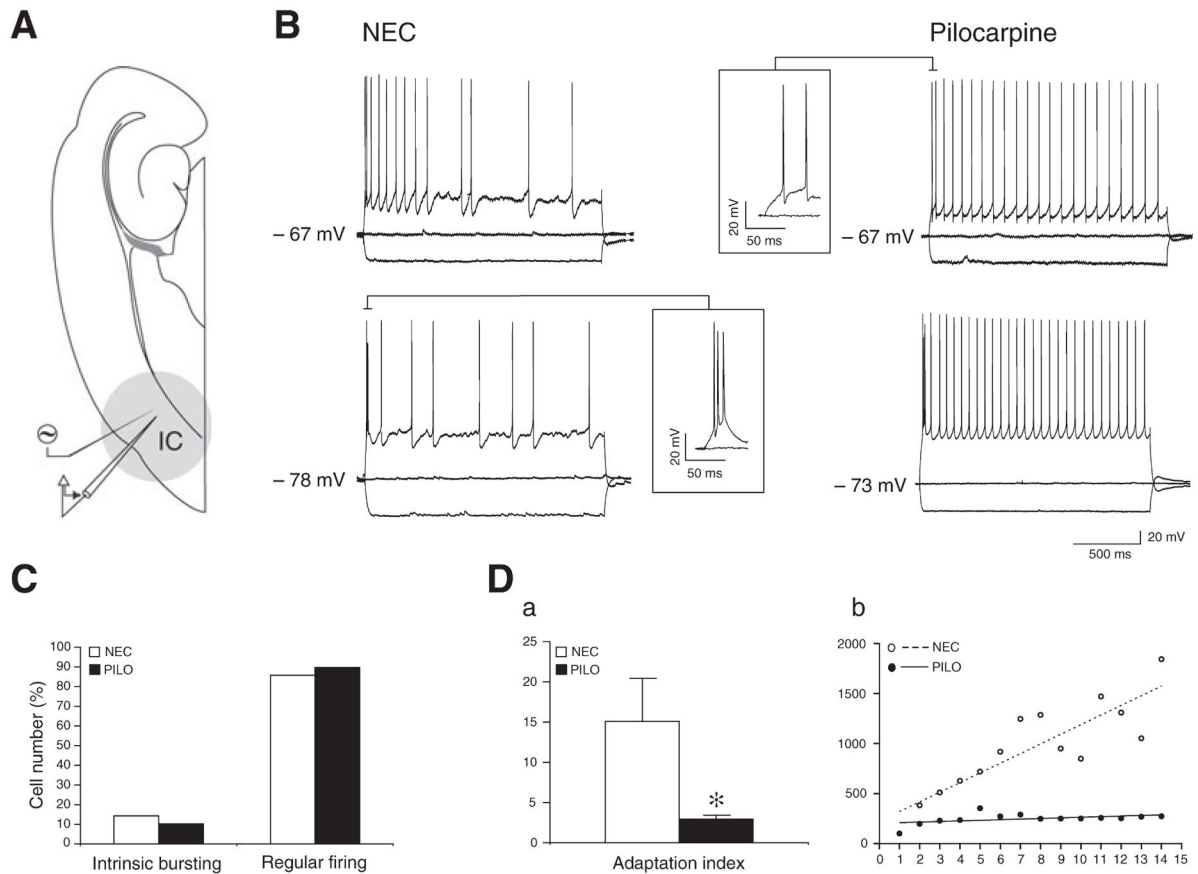 A
IC
B
NEC
Pilocarpine
– 67 mV
20 mV
50 ms
– 67 mV
– 78 mV
20 mV
50 ms
– 73 mV
20 mV
500 ms
C
NEC
PILO
Cell number (%)
100
90
80
70
60
50
40
30
20
10
0
Intrinsic bursting
Regular firing
D
a
NEC
PILO
25
20
15
10
5
0
*
Adaptation index
b
NEC
PILO
2000
1500
1000
500
0
0 1 2 3 4 5 6 7 8 9 10 11 12 13 14 15